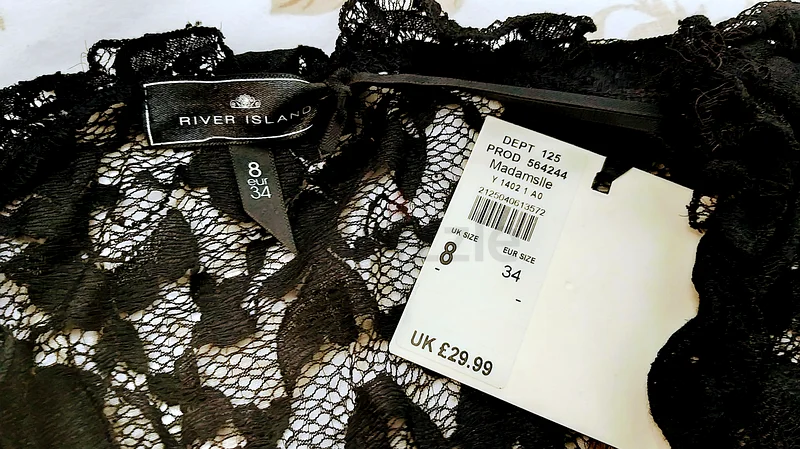 RIVER ISLAND
8
eur
34
DEPT 125
PROD 564244
Madamslle
Y 1402 1 A0
2125040613572
UK SIZE
8
-
EUR SIZE
34
-
UK £29.99